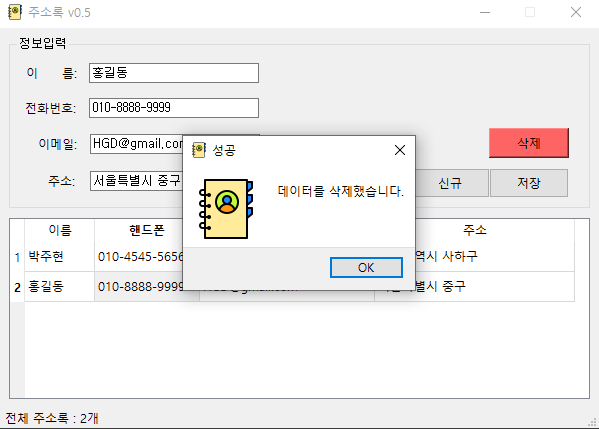 주소록 v0.5
정보입력
이 름:
홍길동
전화번호:
010-8888-9999
이메일:
HGD@gmail.com
삭제
주소:
서울특별시 중구
신규
저장
성공
데이터를 삭제했습니다.
OK
이름 핸드폰 주소
1 박주현 010-4545-5656 역시 사하구
2 홍길동 010-8888-9999 HGD@gmail.com 별시 중구
전체 주소록 : 2개